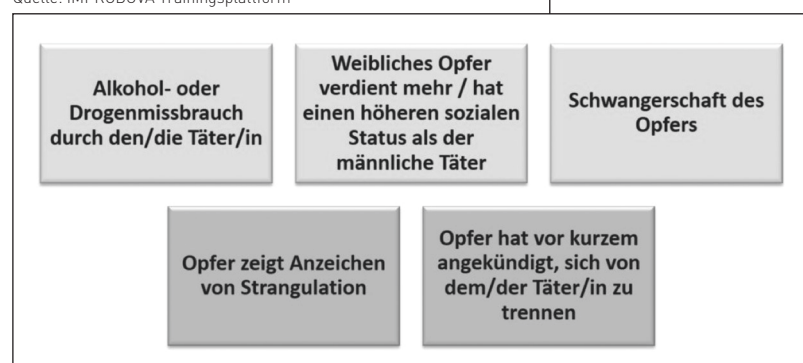 Quelle: IMPRODOVA Trainingsplattform
Alkohol- oder
Drogenmissbrauch
durch den/die Täter/in
Weibliches Opfer
verdient mehr / hat
einen höheren sozialen
Status als der
männliche Täter
Schwangerschaft des
Opfers
Opfer zeigt Anzeichen
von Strangulation
Opfer hat vor kurzem
angekündigt, sich von
dem/der Täter/in zu
trennen